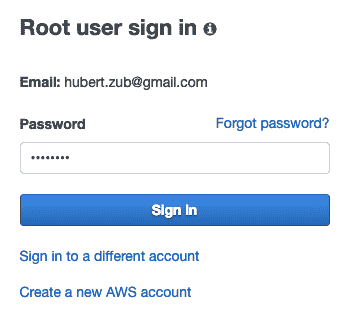 Root user sign in
Email: hubert.zub@gmail.com
Password Forgot password?
••••••••
Sign in
Sign in to a different account
Create a new AWS account